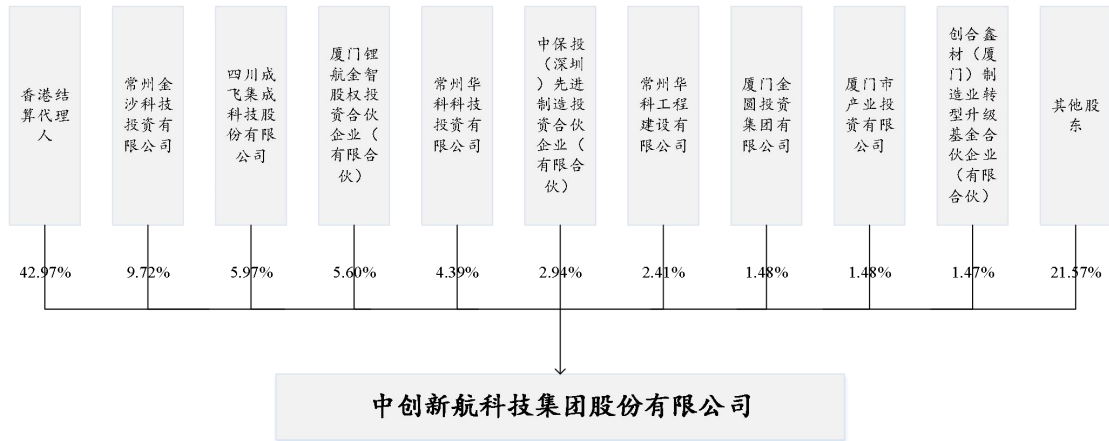 香港结
算代理
人
常州金
沙科技
投资有
限公司
四川成
飞集成
科技股
份有限
公司
厦门锂
航金智
股权投
资合伙
企业（
有限合
伙）
常州华
科科技
投资有
限公司
中保投
（深圳
）先进
制造投
资合伙
企业（
有限合
伙）
常州华
科工程
建设有
限公司
厦门金
圆投资
集团有
限公司
厦门市
产业投
资有限
公司
创合鑫
材（厦
门）制
造业转
型升级
基金合
伙企业
（有限
合伙）
其他股
东
42.97%
9.72%
5.97%
5.60%
4.39%
2.94%
2.41%
1.48%
1.48%
1.47%
21.57%
中创新航科技集团股份有限公司